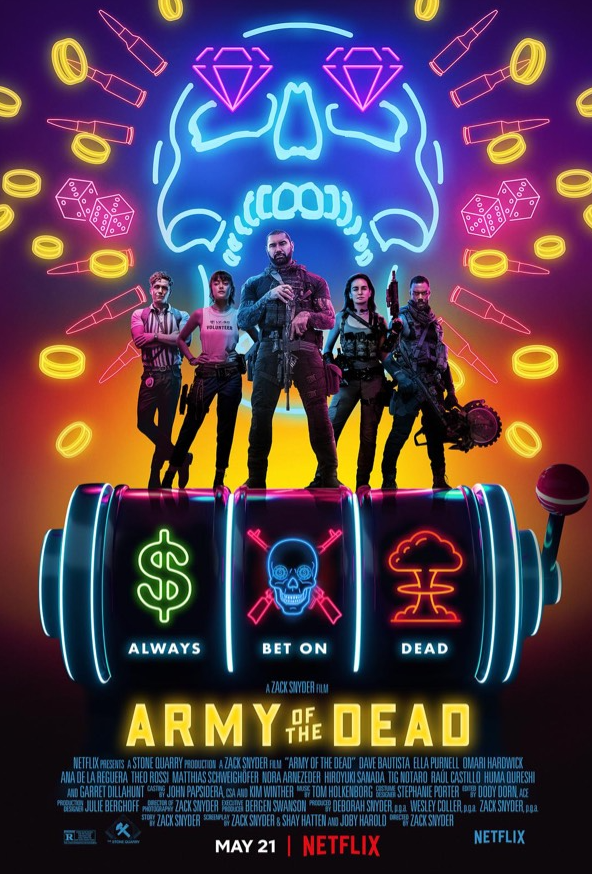 VOLUNTEER
$
ALWAYS BET ON DEAD
A ZACK SNYDER FILM
ARMY OF THE DEAD
NETFLIX PRESENTS A STONE QUARRY PRODUCTION A ZACK SNYDER FILM "ARMY OF THE DEAD" DAVE BAUTISTA ELLA PURNELL OMARI HARDWICK
ANA DE LA REGUERA THEO ROSSI MATTHIAS SCHWEIGHÖFER NORA ARNEZEDER HIROYUKI SANADA TIG NOTARO RAÚL CASTILLO HUMA QURESHI
AND GARRET DILLAHUNT CASTING BY JOHN PAPSIDERA, CSA AND KIM WINTHER MUSIC BY TOM HOLKENBORG COSTUME DESIGNER STEPHANIE PORTER EDITED BY DODY DORN, ACE
PRODUCTION DESIGNER JULIE BERGHOFF DIRECTOR OF PHOTOGRAPHY ZACK SNYDER EXECUTIVE PRODUCER BERGEN SWANSON PRODUCED BY DEBORAH SNYDER, p.g.a. WESLEY COLLER, p.g.a. ZACK SNYDER, p.g.a.
STORY BY ZACK SNYDER SCREENPLAY BY ZACK SNYDER & SHAY HATTEN AND JOBY HAROLD DIRECTED BY ZACK SNYDER
R
THE STONE QUARRY
MAY 21 | NETFLIX
NETFLIX